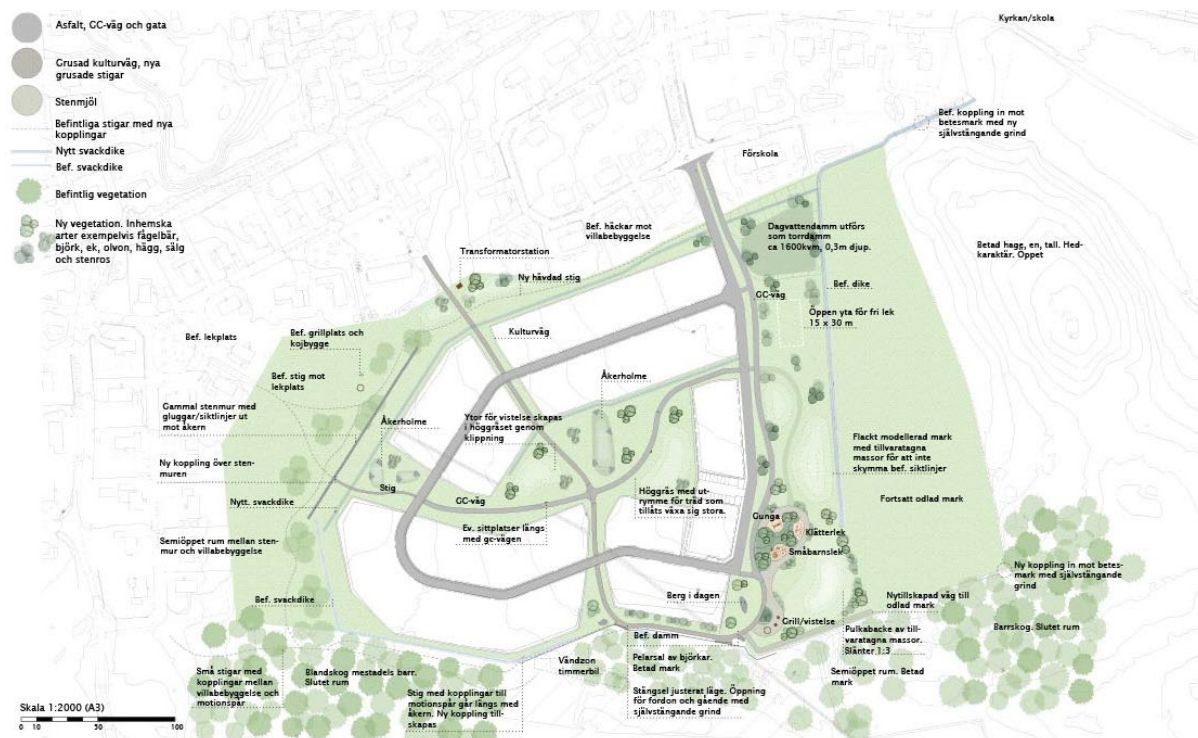 Asfalt, GC-väg och gata
Grusad kulturväg, nya
grusade stigar
Stenmjöl
Befintliga stigar med nya
kopplingar
Nytt svackdike
Bef. svackdike
Befintlig vegetation
Ny vegetation. Inhemska
arter exempelvis fågelbär,
björk, ek, olvon, hägg, sälg
och stenros
Kyrkan/skola
Bef. koppling in mot
betesmark med ny
självstängande grind
Förskola
Bef. häckar mot
villabebyggelse
Dagvattendamm utförs
som torrdamm
ca 1600kvm, 0,3m djup.
Betad hage, en, tall. Hed-
karaktär. Öppet
Transformatorstation
Ny hävdad stig
Bef. dike
GC-väg
Öppen yta för fri lek
15 x 30 m
Kulturväg
Bef. lekplats
Bef. grillplats och
kojbygge
Bef. stig mot
lekplats
Åkerholme
Gammal stenmur med
gluggar/siktlinjer ut
mot åkern
Åkerholme
Ytor för vistelse skapas
i höggräset genom
klippning
Flackt modellerad mark
med tillvaratagna
massor för att inte
skymma bef. siktlinjer
Ny koppling över sten-
muren
Stig
GC-väg
Höggräs med ut-
rymme för träd som
tillåts växa sig stora.
Fortsatt odlad mark
Nytt. svackdike
Gunga
Klätterlek
Ev. sittplatser längs
med gc-vägen
Semiöppet rum mellan sten-
mur och villabebyggelse
Småbarnslek
Ny koppling in mot betes-
mark med självstängande
grind
Bef. svackdike
Berg i dagen
Nytillskapad väg till
odlad mark
Grill/vistelse
Barrskog. Slutet rum
Bef. damm
Pulkabacke av till-
varatagna massor.
Slänter 1:3
Små stigar med
kopplingar mellan
villabebyggelse och
motionspår
Blandskog mestadels barr.
Slutet rum
Vändzon
timmerbil
Pelarsal av björkar.
Betad mark
Semiöppet rum. Betad
mark
Stig med kopplingar till
motionspår går längs med
åkern. Ny koppling till-
skapas
Stängsel justerat läge. Öppning
för fordon och gående med
självstängande grind
Skala 1:2000 (A3)
0 10 50 100